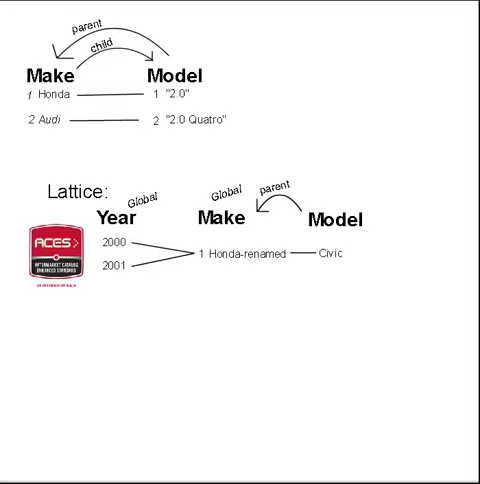 parent
child
Make Model
1 Honda 1 "2.0"
2 Audi 2 "2.0 Quatro"
Lattice:
Global Global parent
Year Make Model
2000
ACES
1 Honda-renamed Civic
AFTERMARKET CATALOG
2001
ENHANCED STANDARD